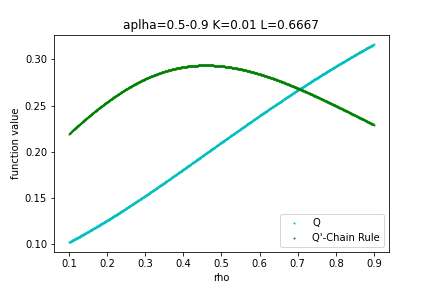 aplha=0.5-0.9 K=0.01 L=0.6667
function value
0.30
0.25
0.20
0.15
0.10
0.1 0.2 0.3 0.4 0.5 0.6 0.7 0.8 0.9
rho
Q
Q'-Chain Rule